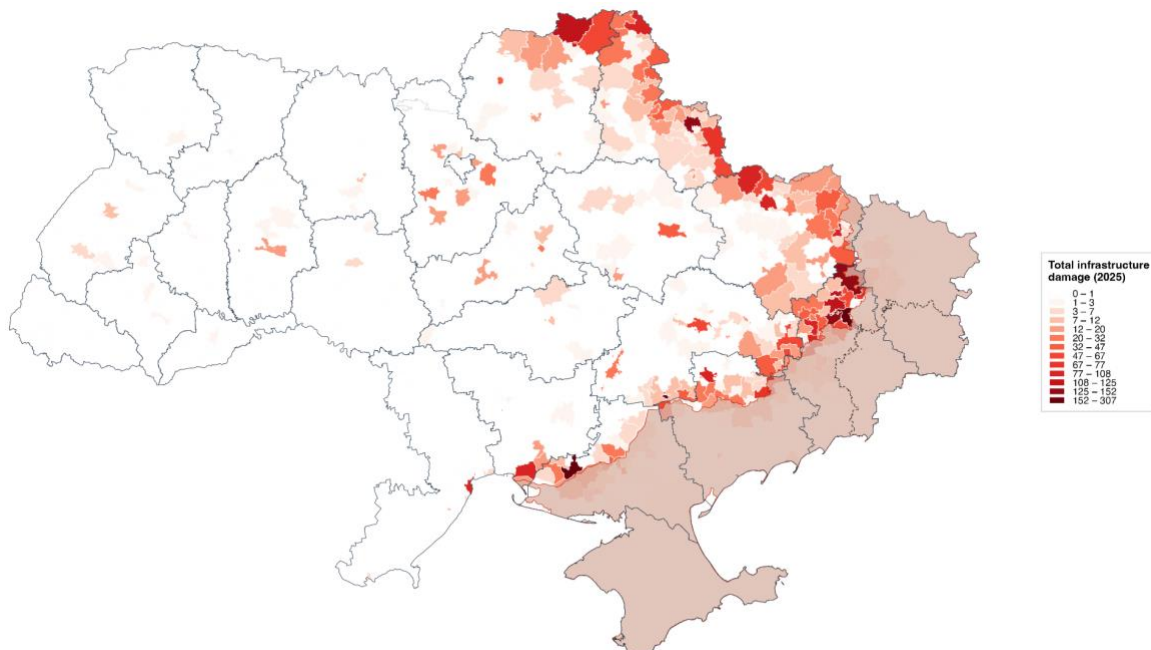 Total infrastructure
damage (2025)
0 – 1
1 – 3
3 – 7
7 – 12
12 – 20
20 – 32
32 – 47
47 – 67
67 – 77
77 – 108
108 – 125
125 – 152
152 – 307